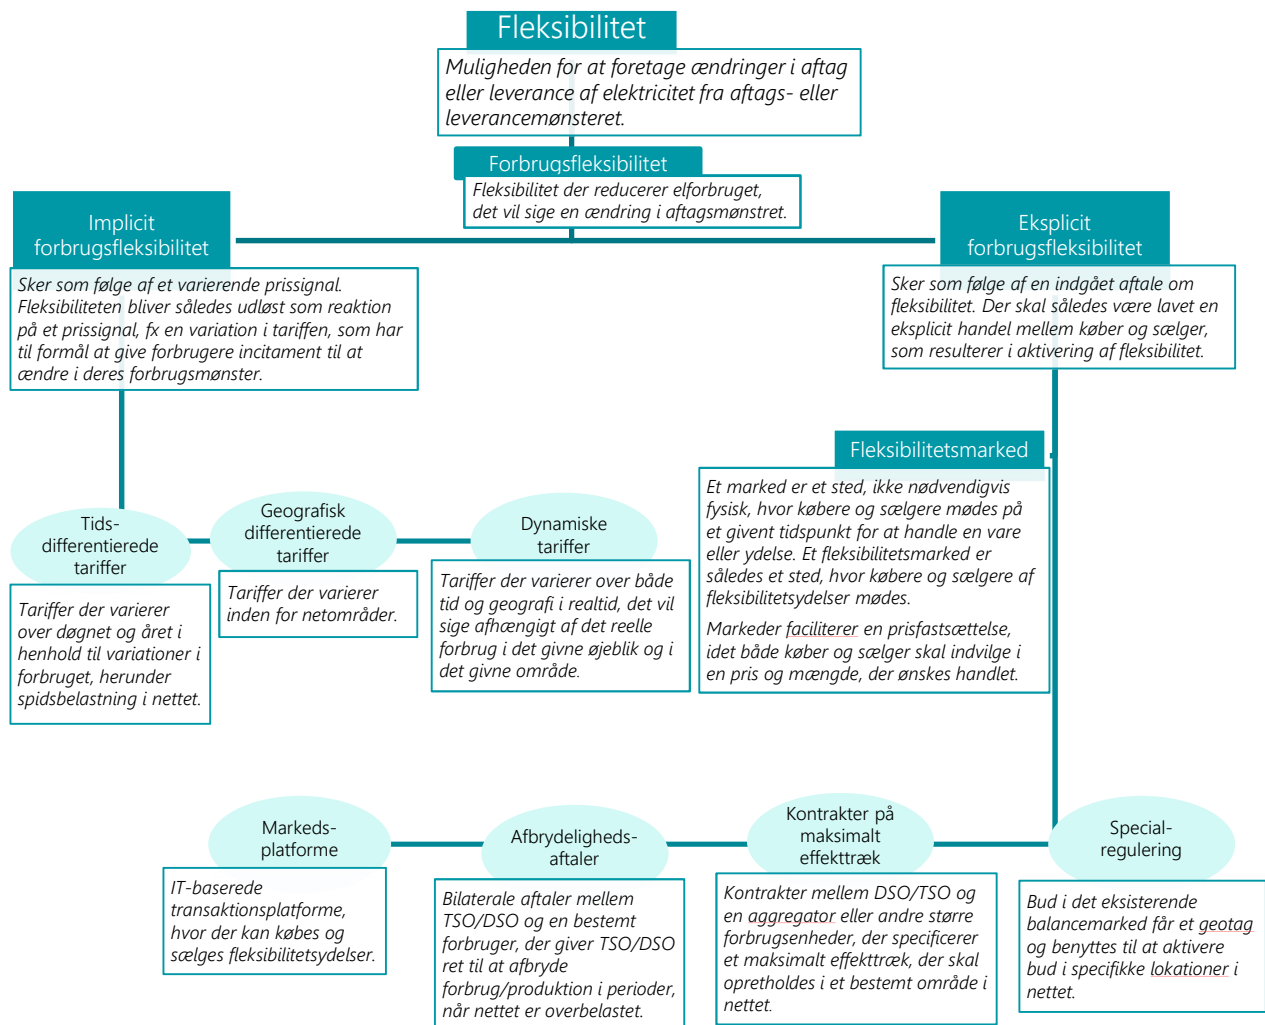 Fleksibilitet
Muligheden for at foretage ændringer i aftag
eller leverance af elektricitet fra aftags- eller
leverancemønsteret.
Forbrugsfleksibilitet
Fleksibilitet der reducerer elforbruget,
det vil sige en ændring i aftagsmønstret.
Implicit
forbrugsfleksibilitet
Sker som følge af et varierende prissignal.
Fleksibiliteten bliver således udløst som reaktion
på et prissignal, fx en variation i tariffen, som har
til formål at give forbrugere incitament til at
ændre i deres forbrugsmønster.
Eksplicit
forbrugsfleksibilitet
Sker som følge af en indgået aftale om
fleksibilitet. Der skal således være lavet en
eksplicit handel mellem køber og sælger,
som resulterer i aktivering af fleksibilitet.
Tids-
differentierede
tariffer
Tariffer der varierer
over døgnet og året i
henhold til variationer i
forbruget, herunder
spidsbelastning i nettet.
Geografisk
differentierede
tariffer
Tariffer der varierer
inden for netområder.
Dynamiske
tariffer
Tariffer der varierer over både
tid og geografi i realtid, det vil
sige afhængigt af det reelle
forbrug i det givne øjeblik og i
det givne område.
Fleksibilitetsmarked
Et marked er et sted, ikke nødvendigvis
fysisk, hvor købere og sælgere mødes på
et givent tidspunkt for at handle en vare
eller ydelse. Et fleksibilitetsmarked er
således et sted, hvor købere og sælgere af
fleksibilitetsydelser mødes.
Markeder faciliterer en prisfastsættelse,
idet både køber og sælger skal indvilge i
en pris og mængde, der ønskes handlet.
Markeds-
platforme
IT-baserede
transaktionsplatforme,
hvor der kan købes og
sælges fleksibilitetsydelser.
Afbrydeligheds-
aftaler
Bilaterale aftaler mellem
TSO/DSO og en bestemt
forbruger, der giver TSO/DSO
ret til at afbryde
forbrug/produktion i perioder,
når nettet er overbelastet.
Kontrakter på
maksimalt
effekttræk
Kontrakter mellem DSO/TSO og
en aggregator eller andre større
forbrugsenheder, der specificerer
et maksimalt effekttræk, der skal
opretholdes i et bestemt område i
nettet.
Special-
regulering
Bud i det eksisterende
balancemarked får et geotag
og benyttes til at aktivere
bud i specifikke lokationer i
nettet.